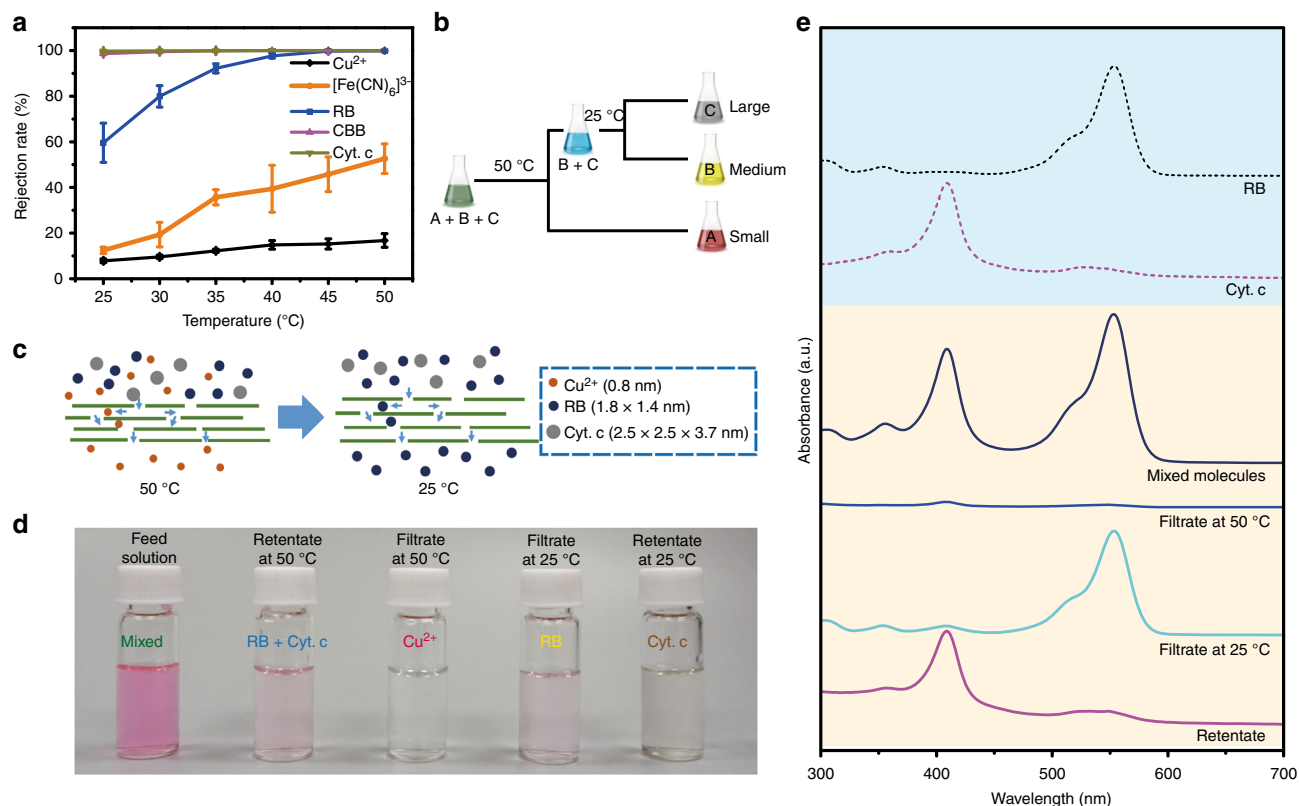 a
100
80
60
40
20
0
Rejection rate (%)
25 30 35 40 45 50
Temperature (°C)
Cu²⁺
[Fe(CN)₆]³⁻
RB
CBB
Cyt. c
b
A + B + C
50 °C
B + C
25 °C
C Large
B Medium
A Small
c
50 °C
25 °C
Cu²⁺ (0.8 nm)
RB (1.8 × 1.4 nm)
Cyt. c (2.5 × 2.5 × 3.7 nm)
d
Feed
solution
Retentate
at 50 °C
Filtrate
at 50 °C
Filtrate
at 25 °C
Retentate
at 25 °C
Mixed
RB + Cyt. c
Cu²⁺
RB
Cyt. c
e
Absorbance (a.u.)
RB
Cyt. c
Mixed molecules
Filtrate at 50 °C
Filtrate at 25 °C
Retentate
300 400 500 600 700
Wavelength (nm)